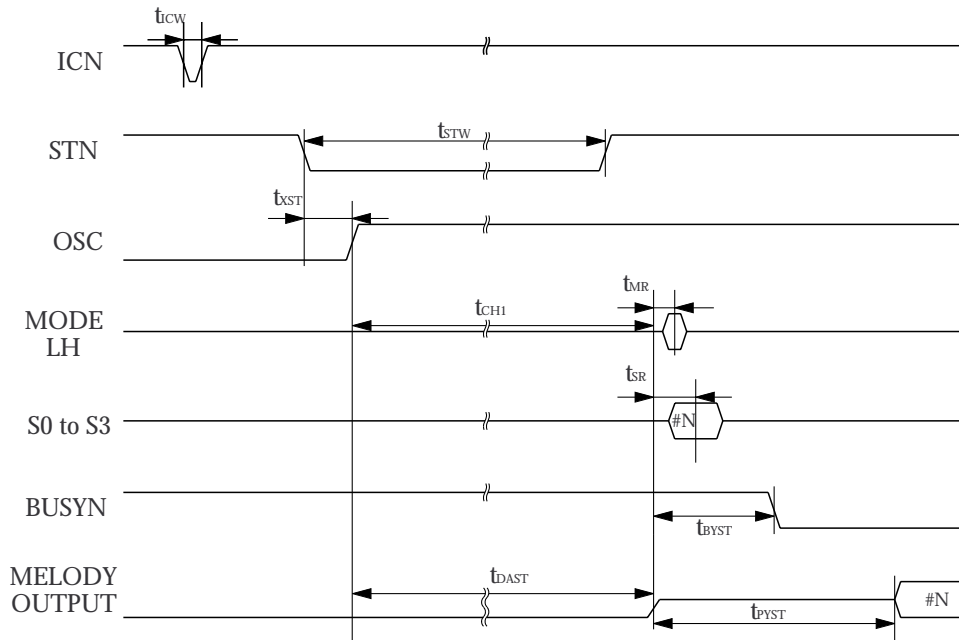 tICW
ICN
STN
tSTW
tXST
OSC
tMR
MODE
LH
tCH1
tSR
S0 to S3
#N
BUSYN
tBYST
MELODY
OUTPUT
tDAST
tPYST
#N